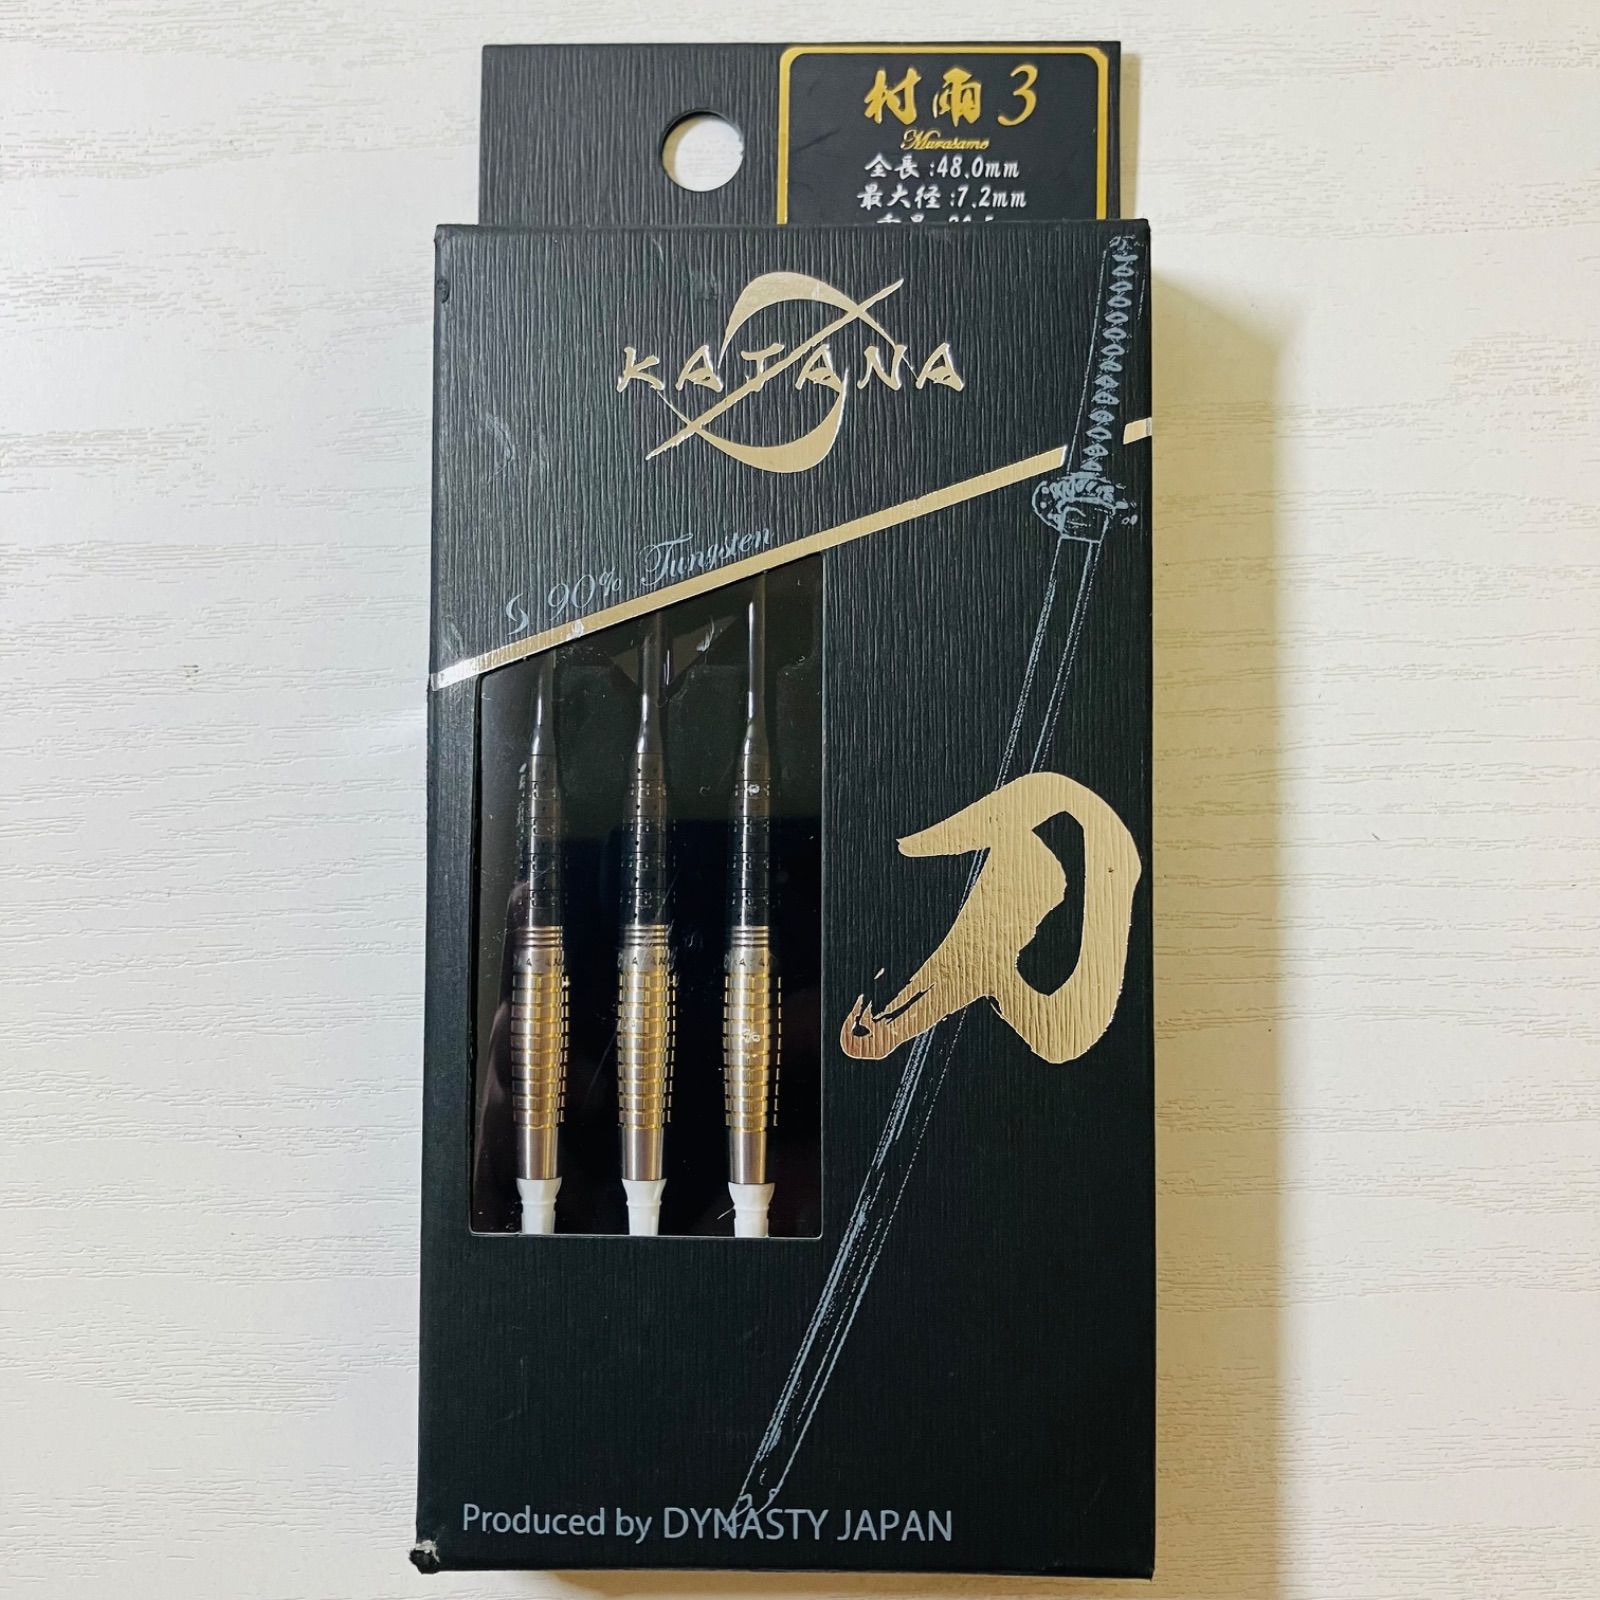 村雨3
Murasame
全長:48.0mm
最大径:7.2mm
KATANA
90% Tungsten
刀
Produced by DYNASTY JAPAN